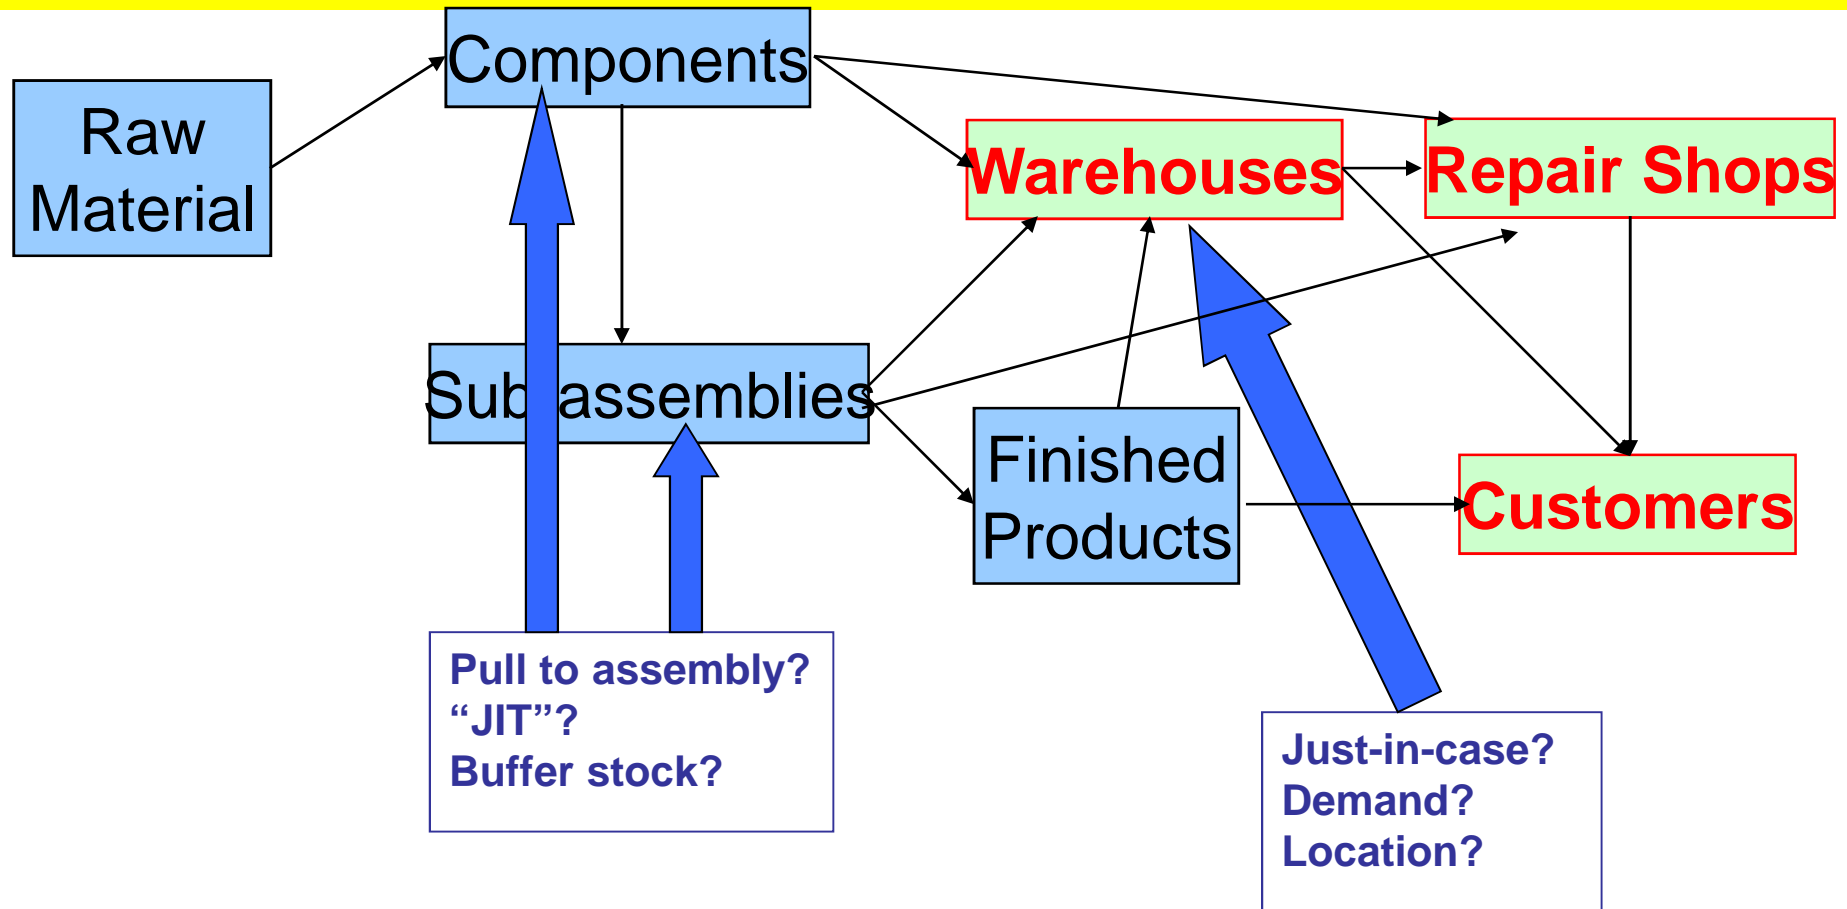 Components
Raw
Material
Warehouses
Repair Shops
Sub assemblies
Finished
Products
Customers
Pull to assembly?
“JIT”?
Buffer stock?
Just-in-case?
Demand?
Location?